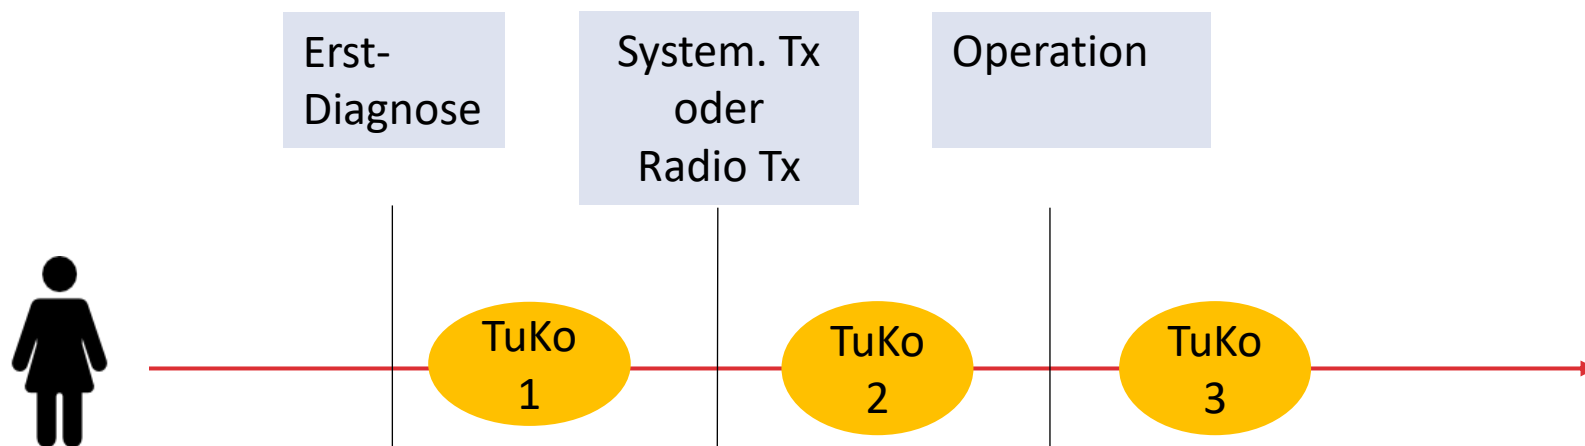 Erst-
Diagnose
System. Tx
oder
Radio Tx
Operation
TuKo
1
TuKo
2
TuKo
3